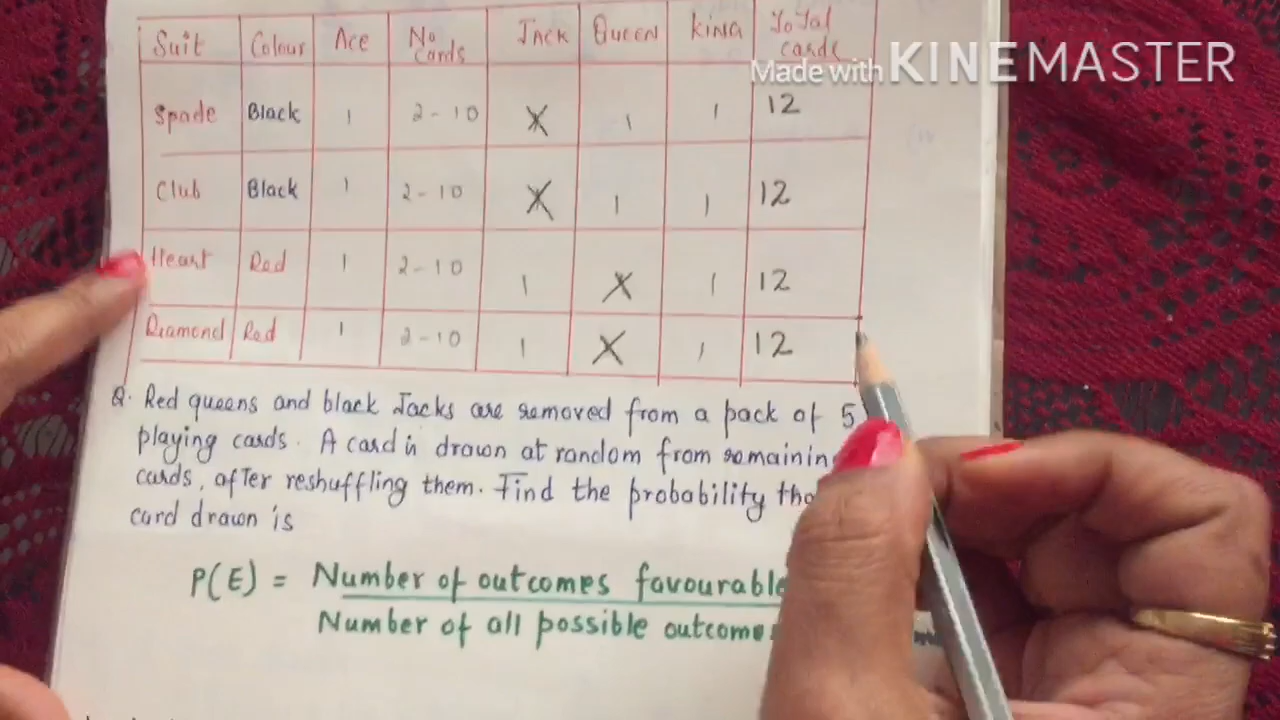 Suit Colour Ace No Cards Jack Queen King Total cards
Made with KINEMASTER
Spade Black 1 2-10 X 1 1 12
Club Black 1 2-10 X 1 1 12
Heart Red 1 2-10 1 X 1 12
Diamond Red 1 2-10 1 X 1 12
Q. Red queens and black Jacks are removed from a pack of 5
playing cards. A card is drawn at random from remainin
cards, after reshuffling them. Find the probability tha
card drawn is
P(E) = Number of outcomes favourable
Number of all possible outcome